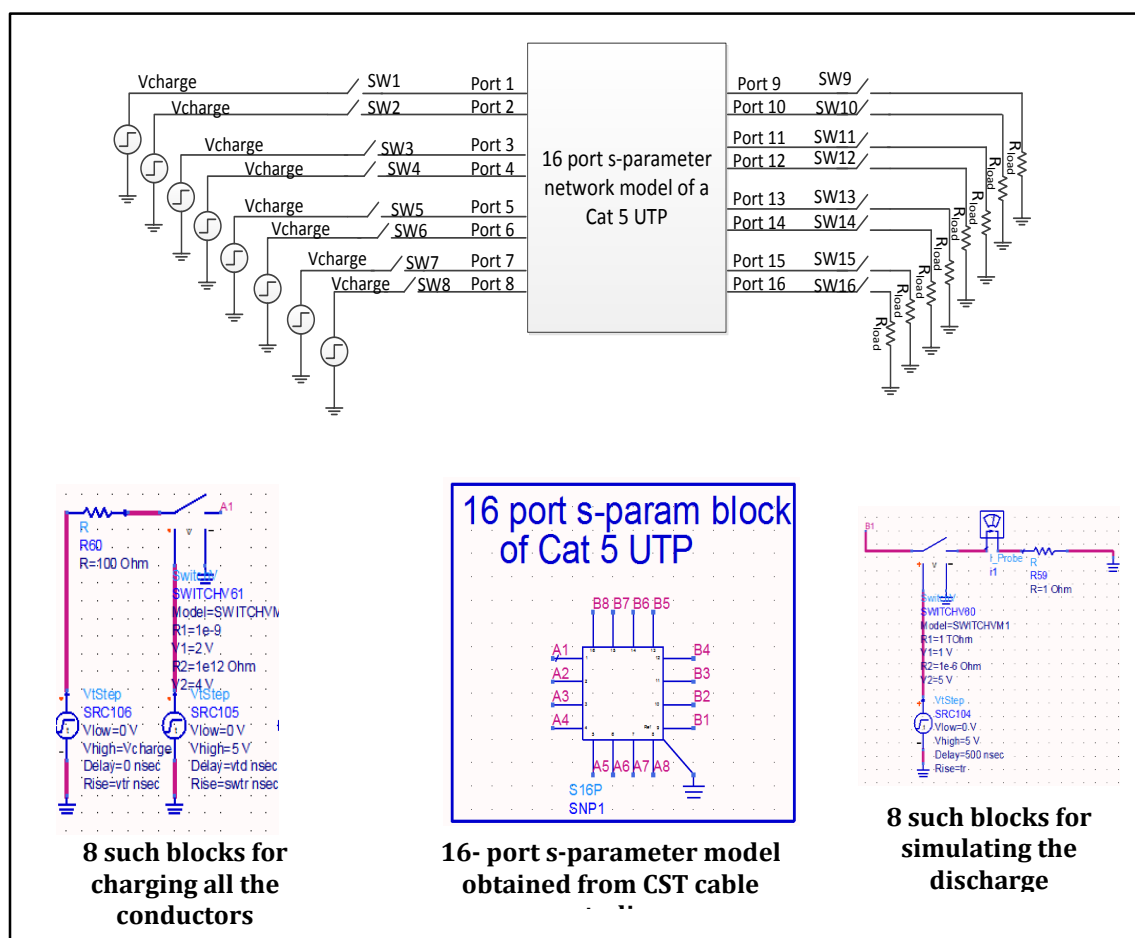 Vcharge SW1 Port 1
Vcharge SW2 Port 2
Vcharge SW3 Port 3
Vcharge SW4 Port 4
Vcharge SW5 Port 5
Vcharge SW6 Port 6
Vcharge SW7 Port 7
Vcharge SW8 Port 8
16 port s-parameter
network model of a
Cat 5 UTP
Port 9 SW9
Port 10 SW10
Port 11 SW11
Port 12 SW12
Port 13 SW13
Port 14 SW14
Port 15 SW15
Port 16 SW16
Rload
Rload
Rload
Rload
Rload
Rload
Rload
Rload
A1
R
R60
R=100 Ohm
SwitchV
SWITCHV61
Model=SWITCHVM
R1=1e-9
V1=2 V
R2=1e12 Ohm
V2=4 V
VtStep
SRC106
Vlow=0 V
Vhigh=Vcharge
Delay=0 nsec
Rise=vtr nsec
VtStep
SRC105
Vlow=0 V
Vhigh=5 V
Delay=vtd nsec
Rise=swtr nsec
8 such blocks for
charging all the
conductors
16 port s-param block
of Cat 5 UTP
B8 B7 B6 B5
A1 B4
A2 B3
A3 B2
A4 B1
Ref
A5 A6 A7 A8
S16P
SNP1
16- port s-parameter model
obtained from CST cable
B1
I_Probe
R
R59
R=1 Ohm
SwitchV
SWITCHV60
Model=SWITCHVM1
R1=1 TOhm
V1=1 V
R2=1e-6 Ohm
V2=5 V
VtStep
SRC104
Vlow=0 V
Vhigh=5 V
Delay=500 nsec
Rise=tr
8 such blocks for
simulating the
discharge